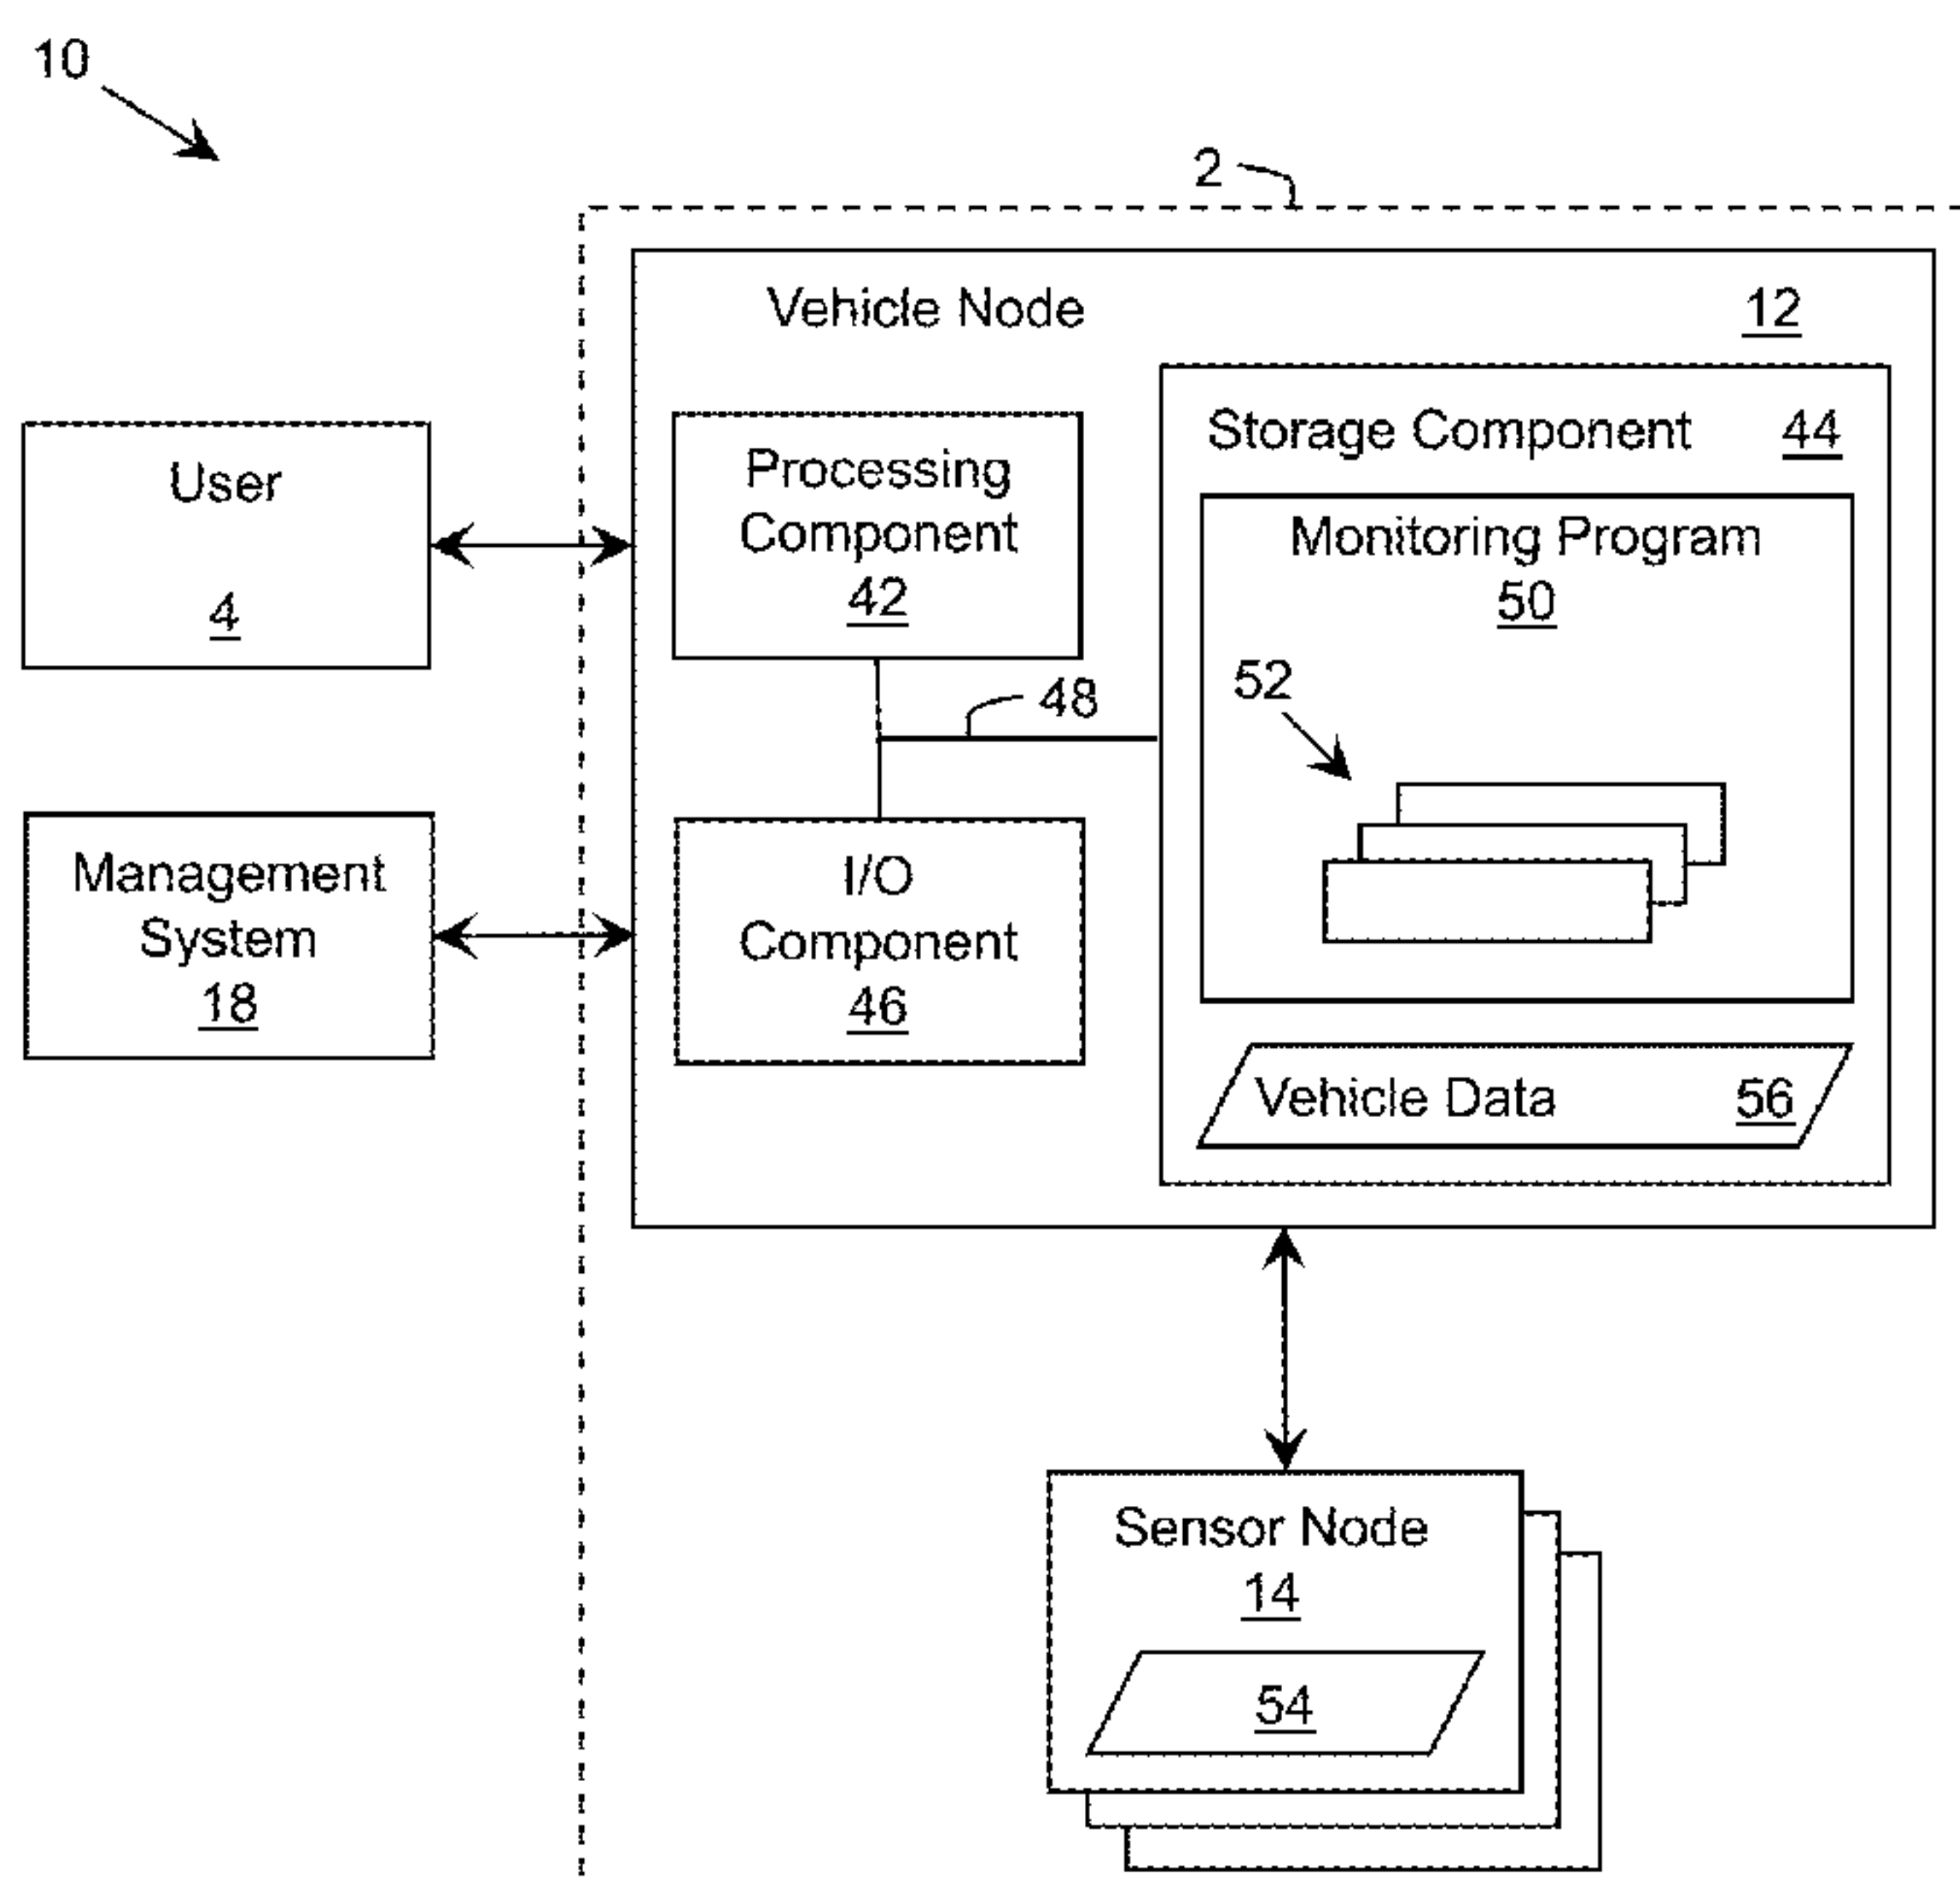 10
2
Vehicle Node
12
User
4
Processing
Component
42
Storage Component
44
Monitoring Program
50
52
48
Management
System
18
I/O
Component
46
Vehicle Data
56
Sensor Node
14
54